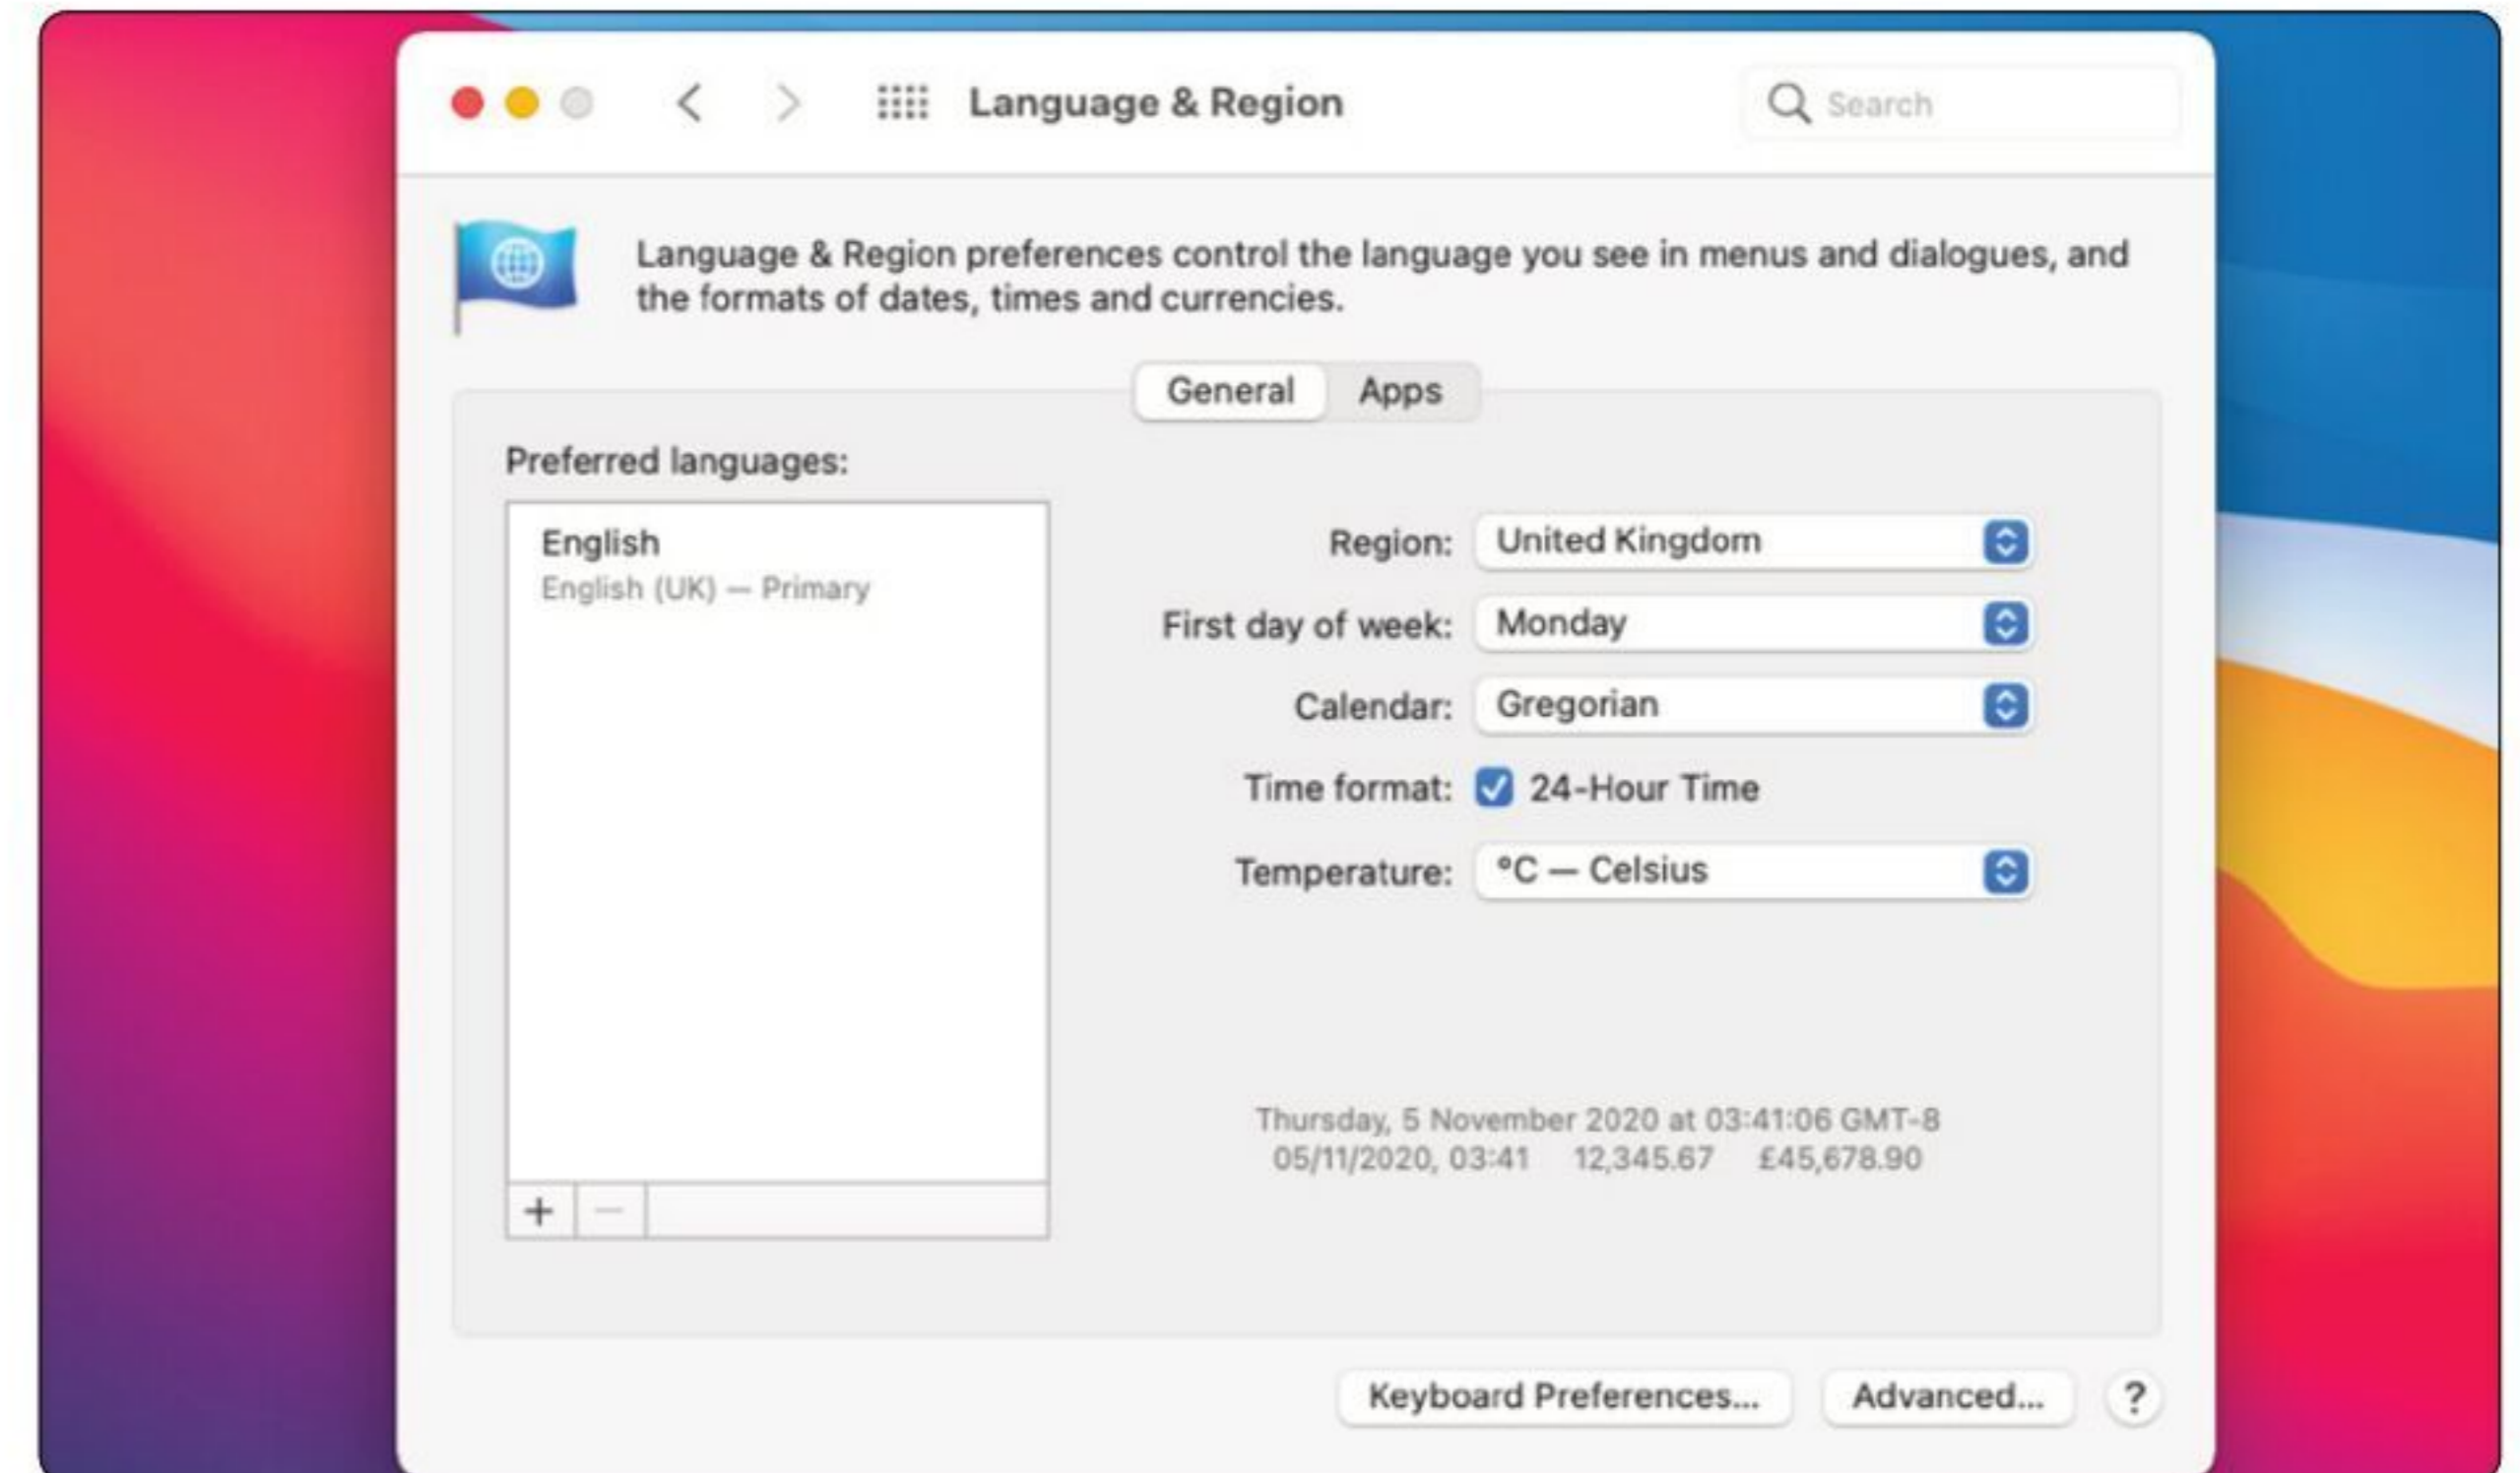 Language & Region
Search
Language & Region preferences control the language you see in menus and dialogues, and
the formats of dates, times and currencies.
General
Apps
Preferred languages:
English
English (UK) — Primary
Region: United Kingdom
First day of week: Monday
Calendar: Gregorian
Time format: 24-Hour Time
Temperature: °C — Celsius
Thursday, 5 November 2020 at 03:41:06 GMT-8
05/11/2020, 03:41 12,345.67 £45,678.90
Keyboard Preferences...
Advanced...
?